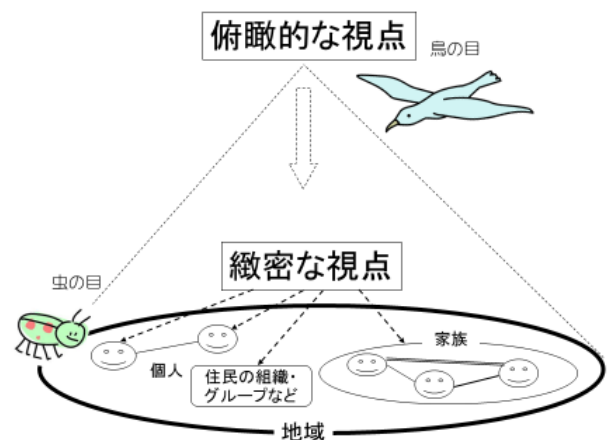 俯瞰的な視点
鳥の目
緻密な視点
虫の目
家族
個人
住民の組織・
グループなど
地域